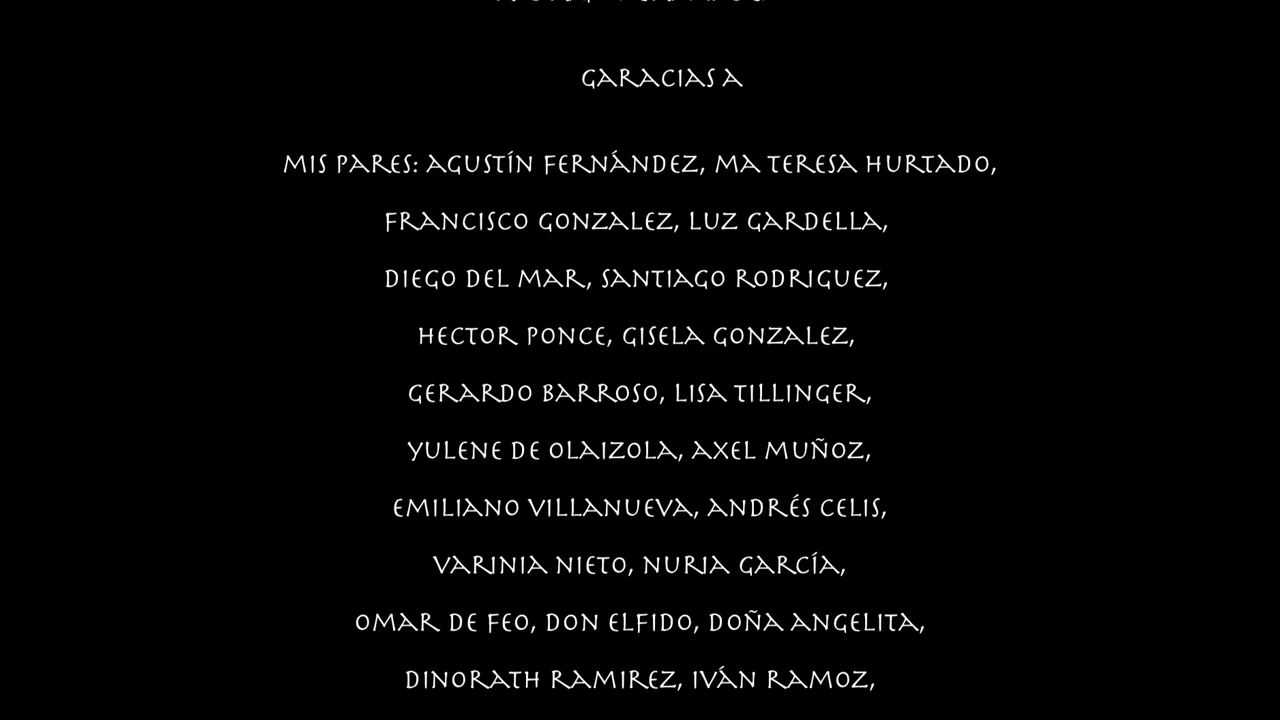 GARACIAS A
MIS PARES: AGUSTÍN FERNÁNDEZ, MA TERESA HURTADO,
FRANCISCO GONZALEZ, LUZ GARDELLA,
DIEGO DEL MAR, SANTIAGO RODRIGUEZ,
HECTOR PONCE, GISELA GONZALEZ,
GERARDO BARROSO, LISA TILLINGER,
YULENE DE OLAIZOLA, AXEL MUÑOZ,
EMILIANO VILLANUEVA, ANDRÉS CELIS,
VARINIA NIETO, NURIA GARCÍA,
OMAR DE FEO, DON ELFIDO, DOÑA ANGELITA,
DINORATH RAMIREZ, IVÁN RAMOZ,